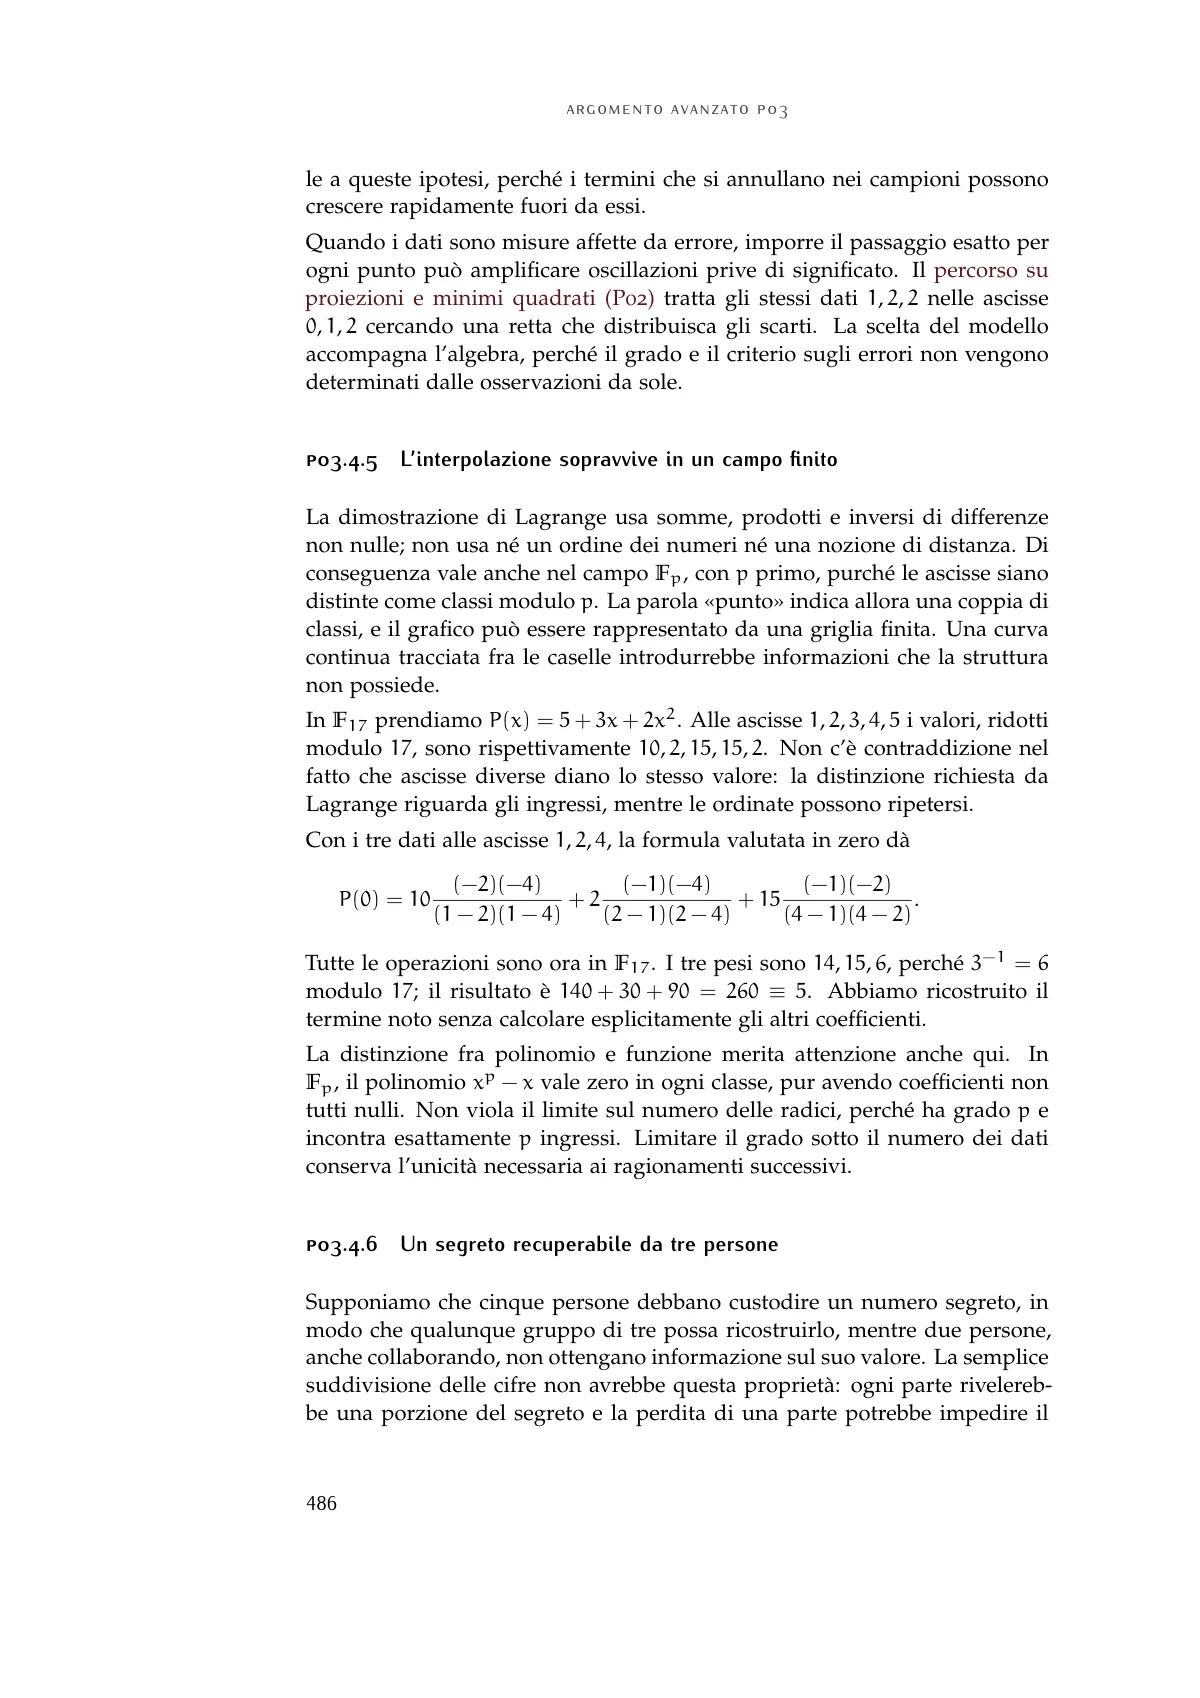 ARGOMENTO AVANZATO P03
le a queste ipotesi, perché i termini che si annullano nei campioni possono
crescere rapidamente fuori da essi.
Quando i dati sono misure affette da errore, imporre il passaggio esatto per
ogni punto può amplificare oscillazioni prive di significato. Il percorso su
proiezioni e minimi quadrati (P02) tratta gli stessi dati 1, 2, 2 nelle ascisse
0, 1, 2 cercando una retta che distribuisca gli scarti. La scelta del modello
accompagna l'algebra, perché il grado e il criterio sugli errori non vengono
determinati dalle osservazioni da sole.
P03.4.5 L'interpolazione sopravvive in un campo finito
La dimostrazione di Lagrange usa somme, prodotti e inversi di differenze
non nulle; non usa né un ordine dei numeri né una nozione di distanza. Di
conseguenza vale anche nel campo 𝔽ₚ, con p primo, purché le ascisse siano
distinte come classi modulo p. La parola «punto» indica allora una coppia di
classi, e il grafico può essere rappresentato da una griglia finita. Una curva
continua tracciata fra le caselle introdurrebbe informazioni che la struttura
non possiede.
In 𝔽₁₇ prendiamo P(x) = 5 + 3x + 2x². Alle ascisse 1, 2, 3, 4, 5 i valori, ridotti
modulo 17, sono rispettivamente 10, 2, 15, 15, 2. Non c'è contraddizione nel
fatto che ascisse diverse diano lo stesso valore: la distinzione richiesta da
Lagrange riguarda gli ingressi, mentre le ordinate possono ripetersi.
Con i tre dati alle ascisse 1, 2, 4, la formula valutata in zero dà
P(0) = 10 (−2)(−4)/(1 − 2)(1 − 4) + 2 (−1)(−4)/(2 − 1)(2 − 4) + 15 (−1)(−2)/(4 − 1)(4 − 2).
Tutte le operazioni sono ora in 𝔽₁₇. I tre pesi sono 14, 15, 6, perché 3⁻¹ = 6
modulo 17; il risultato è 140 + 30 + 90 = 260 ≡ 5. Abbiamo ricostruito il
termine noto senza calcolare esplicitamente gli altri coefficienti.
La distinzione fra polinomio e funzione merita attenzione anche qui. In
𝔽ₚ, il polinomio xᵖ − x vale zero in ogni classe, pur avendo coefficienti non
tutti nulli. Non viola il limite sul numero delle radici, perché ha grado p e
incontra esattamente p ingressi. Limitare il grado sotto il numero dei dati
conserva l'unicità necessaria ai ragionamenti successivi.
P03.4.6 Un segreto recuperabile da tre persone
Supponiamo che cinque persone debbano custodire un numero segreto, in
modo che qualunque gruppo di tre possa ricostruirlo, mentre due persone,
anche collaborando, non ottengano informazione sul suo valore. La semplice
suddivisione delle cifre non avrebbe questa proprietà: ogni parte rivelereb-
be una porzione del segreto e la perdita di una parte potrebbe impedire il
486